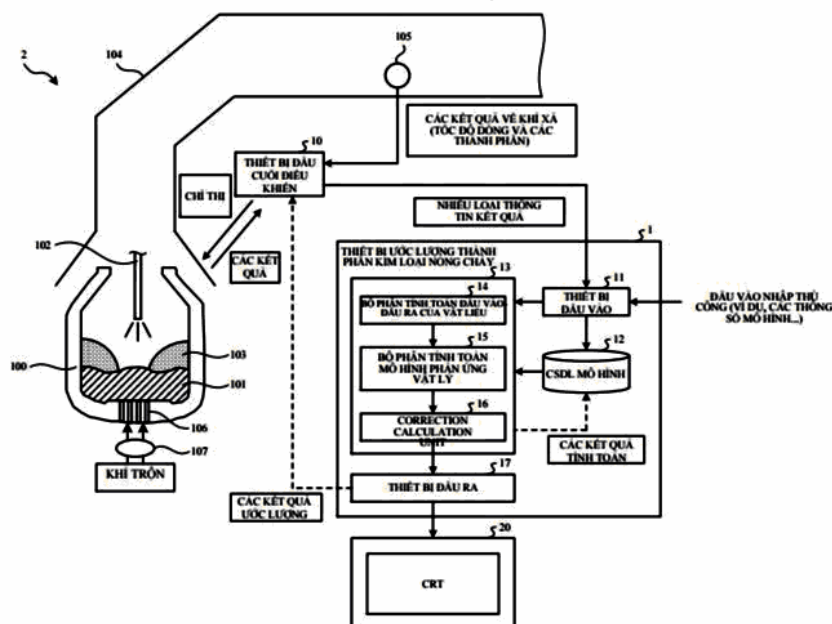 2
104
105
CÁC KẾT QUẢ VỀ KHÍ XẢ
(TỐC ĐỘ DÒNG VÀ CÁC
THÀNH PHẦN)
10
THIẾT BỊ ĐẦU
CUỐI ĐIỀU
KHIỂN
CHỈ THỊ
NHIỀU LOẠI THÔNG
TIN KẾT QUẢ
102
CÁC KẾT
QUẢ
1
THIẾT BỊ ƯỚC LƯỢNG THÀNH
PHẦN KIM LOẠI NÓNG CHẢY
13
11
14
BỘ PHẬN TÍNH TOÁN ĐẦU VÀO/
ĐẦU RA CỦA VẬT LIỆU
THIẾT BỊ
ĐẦU VÀO
ĐẦU VÀO NHẬP THỦ
CÔNG (VÍ DỤ, CÁC THÔNG
SỐ MÔ HÌNH...)
15
12
BỘ PHẬN TÍNH TOÁN
MÔ HÌNH PHẢN ỨNG
VẬT LÝ
CSDL MÔ HÌNH
100
103
101
16
CORRECTION
CALCULATION
UNIT
106
107
KHÍ TRỘN
CÁC KẾT QUẢ
TÍNH TOÁN
17
THIẾT BỊ ĐẦU RA
CÁC KẾT QUẢ
ƯỚC LƯỢNG
20
CRT